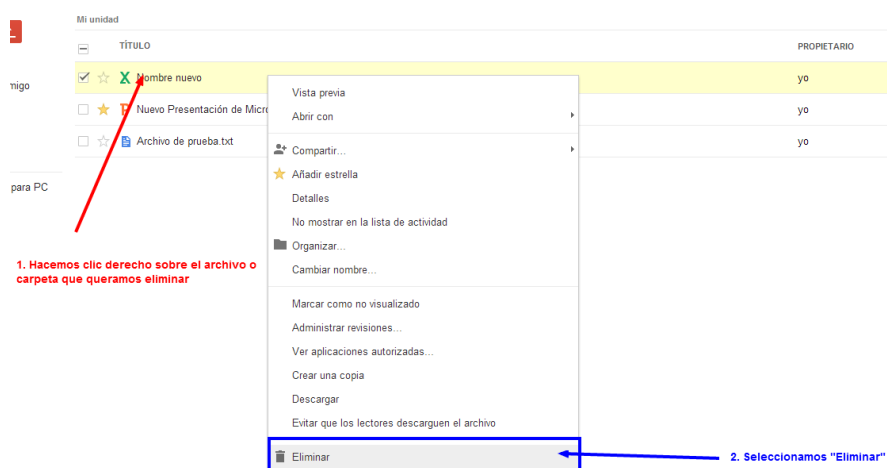 Mi unidad
TÍTULO
PROPIETARIO
Nombre nuevo
yo
migo
Nuevo Presentación de Micro
yo
Archivo de prueba.txt
yo
para PC
Vista previa
Abrir con
Compartir...
Añadir estrella
Detalles
No mostrar en la lista de actividad
Organizar...
Cambiar nombre...
Marcar como no visualizado
Administrar revisiones...
Ver aplicaciones autorizadas...
Crear una copia
Descargar
Evitar que los lectores descarguen el archivo
Eliminar
1. Hacemos clic derecho sobre el archivo o
carpeta que queramos eliminar
2. Seleccionamos "Eliminar"